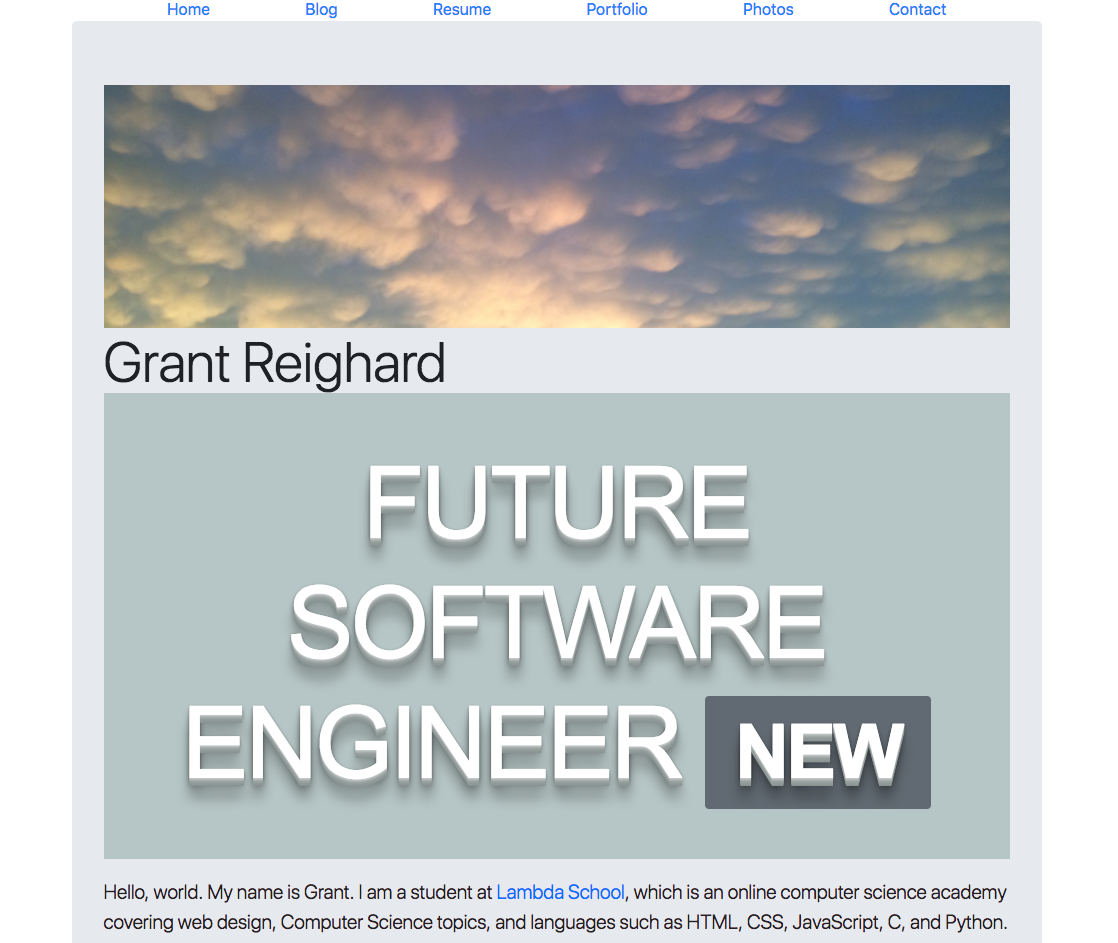 Home Blog Resume Portfolio Photos Contact
Grant Reighard
FUTURE
SOFTWARE
ENGINEER NEW
Hello, world. My name is Grant. I am a student at Lambda School, which is an online computer science academy
covering web design, Computer Science topics, and languages such as HTML, CSS, JavaScript, C, and Python.